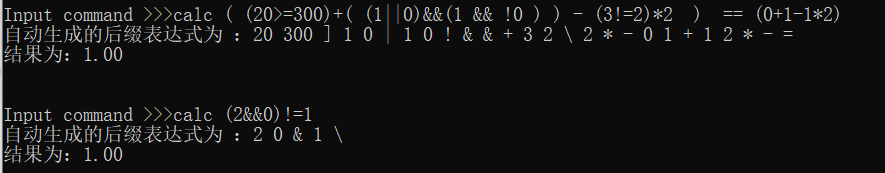 Input command >>>calc ( (20>=300)+( (1||0)&&(1 && !0 ) ) - (3!=2)*2  )  == (0+1-1*2)
自动生成的后缀表达式为 : 20 300 ] 1 0 | 1 0 ! & & + 3 2 \ 2 * - 0 1 + 1 2 * - =
结果为: 1.00
Input command >>>calc (2&&0)!=1
自动生成的后缀表达式为 : 2 0 & 1 \
结果为: 1.00